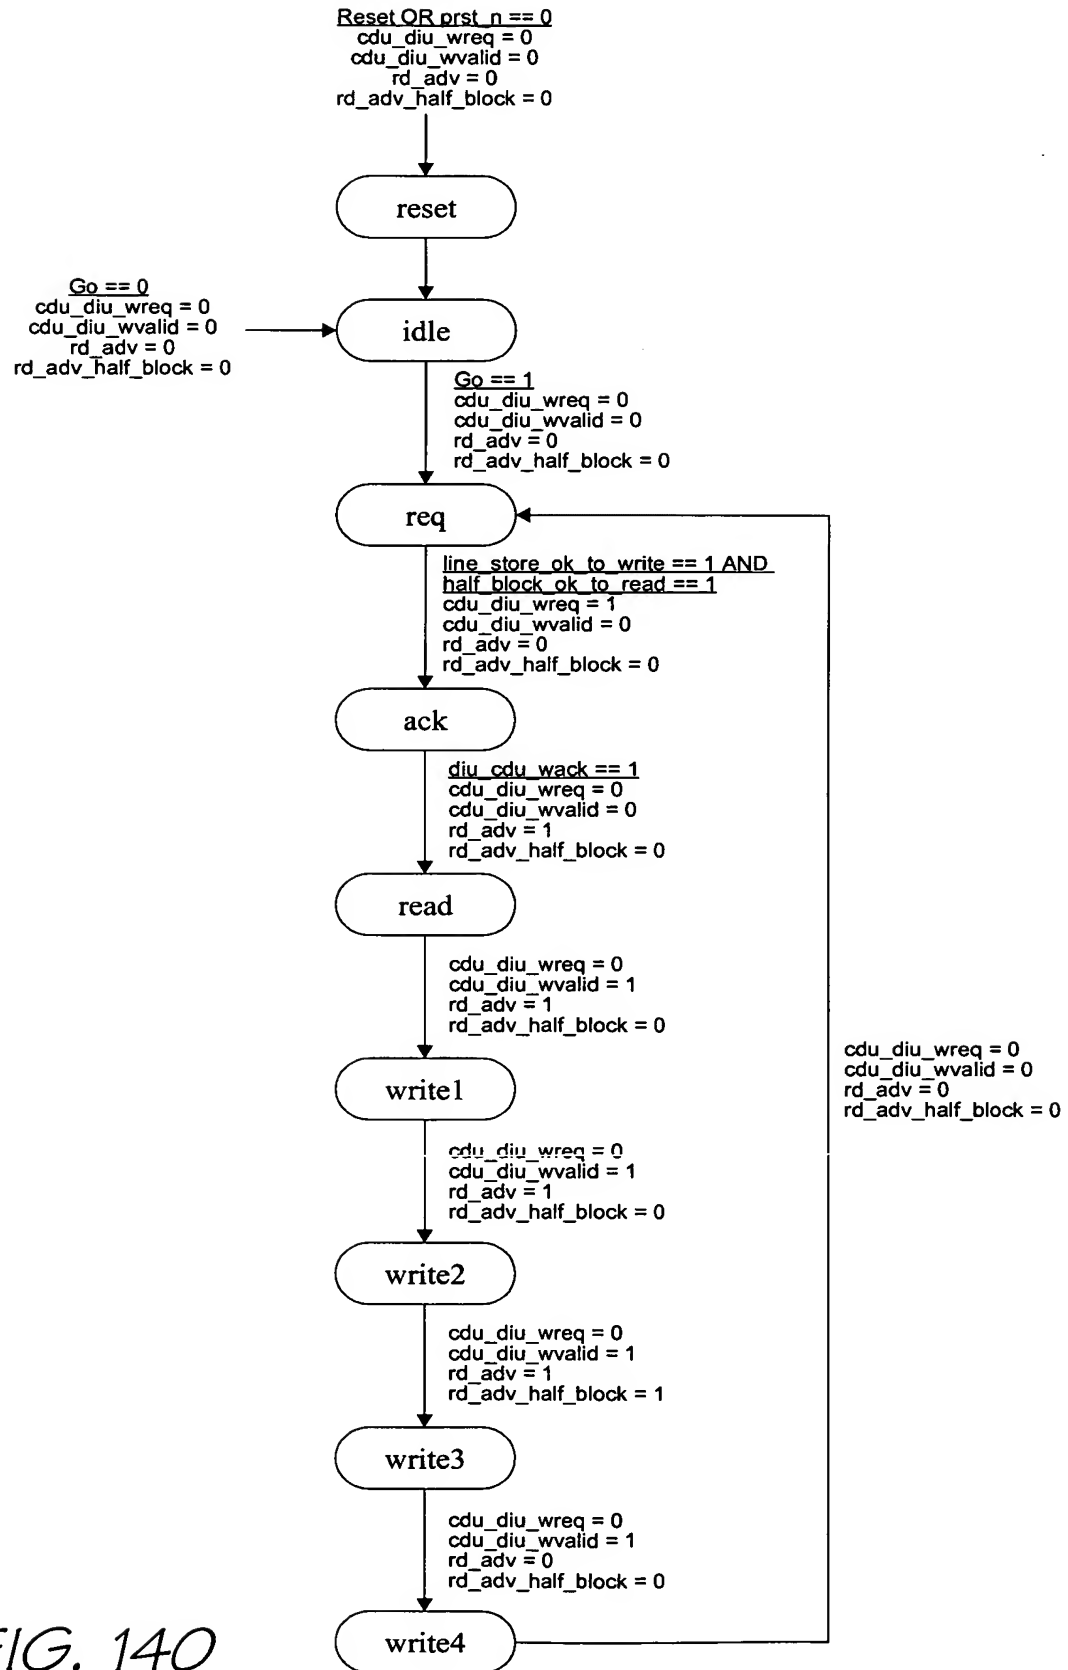 Reset OR prst_n == 0
cdu_diu_wreq = 0
cdu_diu_wvalid = 0
rd_adv = 0
rd_adv_half_block = 0
reset
Go == 0
cdu_diu_wreq = 0
cdu_diu_wvalid = 0
rd_adv = 0
rd_adv_half_block = 0
idle
Go == 1
cdu_diu_wreq = 0
cdu_diu_wvalid = 0
rd_adv = 0
rd_adv_half_block = 0
req
line_store_ok_to_write == 1 AND
half_block_ok_to_read == 1
cdu_diu_wreq = 1
cdu_diu_wvalid = 0
rd_adv = 0
rd_adv_half_block = 0
ack
diu_cdu_wack == 1
cdu_diu_wreq = 0
cdu_diu_wvalid = 0
rd_adv = 1
rd_adv_half_block = 0
read
cdu_diu_wreq = 0
cdu_diu_wvalid = 1
rd_adv = 1
rd_adv_half_block = 0
cdu_diu_wreq = 0
cdu_diu_wvalid = 0
rd_adv = 0
rd_adv_half_block = 0
write1
cdu_diu_wreq = 0
cdu_diu_wvalid = 1
rd_adv = 1
rd_adv_half_block = 0
write2
cdu_diu_wreq = 0
cdu_diu_wvalid = 1
rd_adv = 1
rd_adv_half_block = 1
write3
cdu_diu_wreq = 0
cdu_diu_wvalid = 1
rd_adv = 0
rd_adv_half_block = 0
write4
FIG. 140